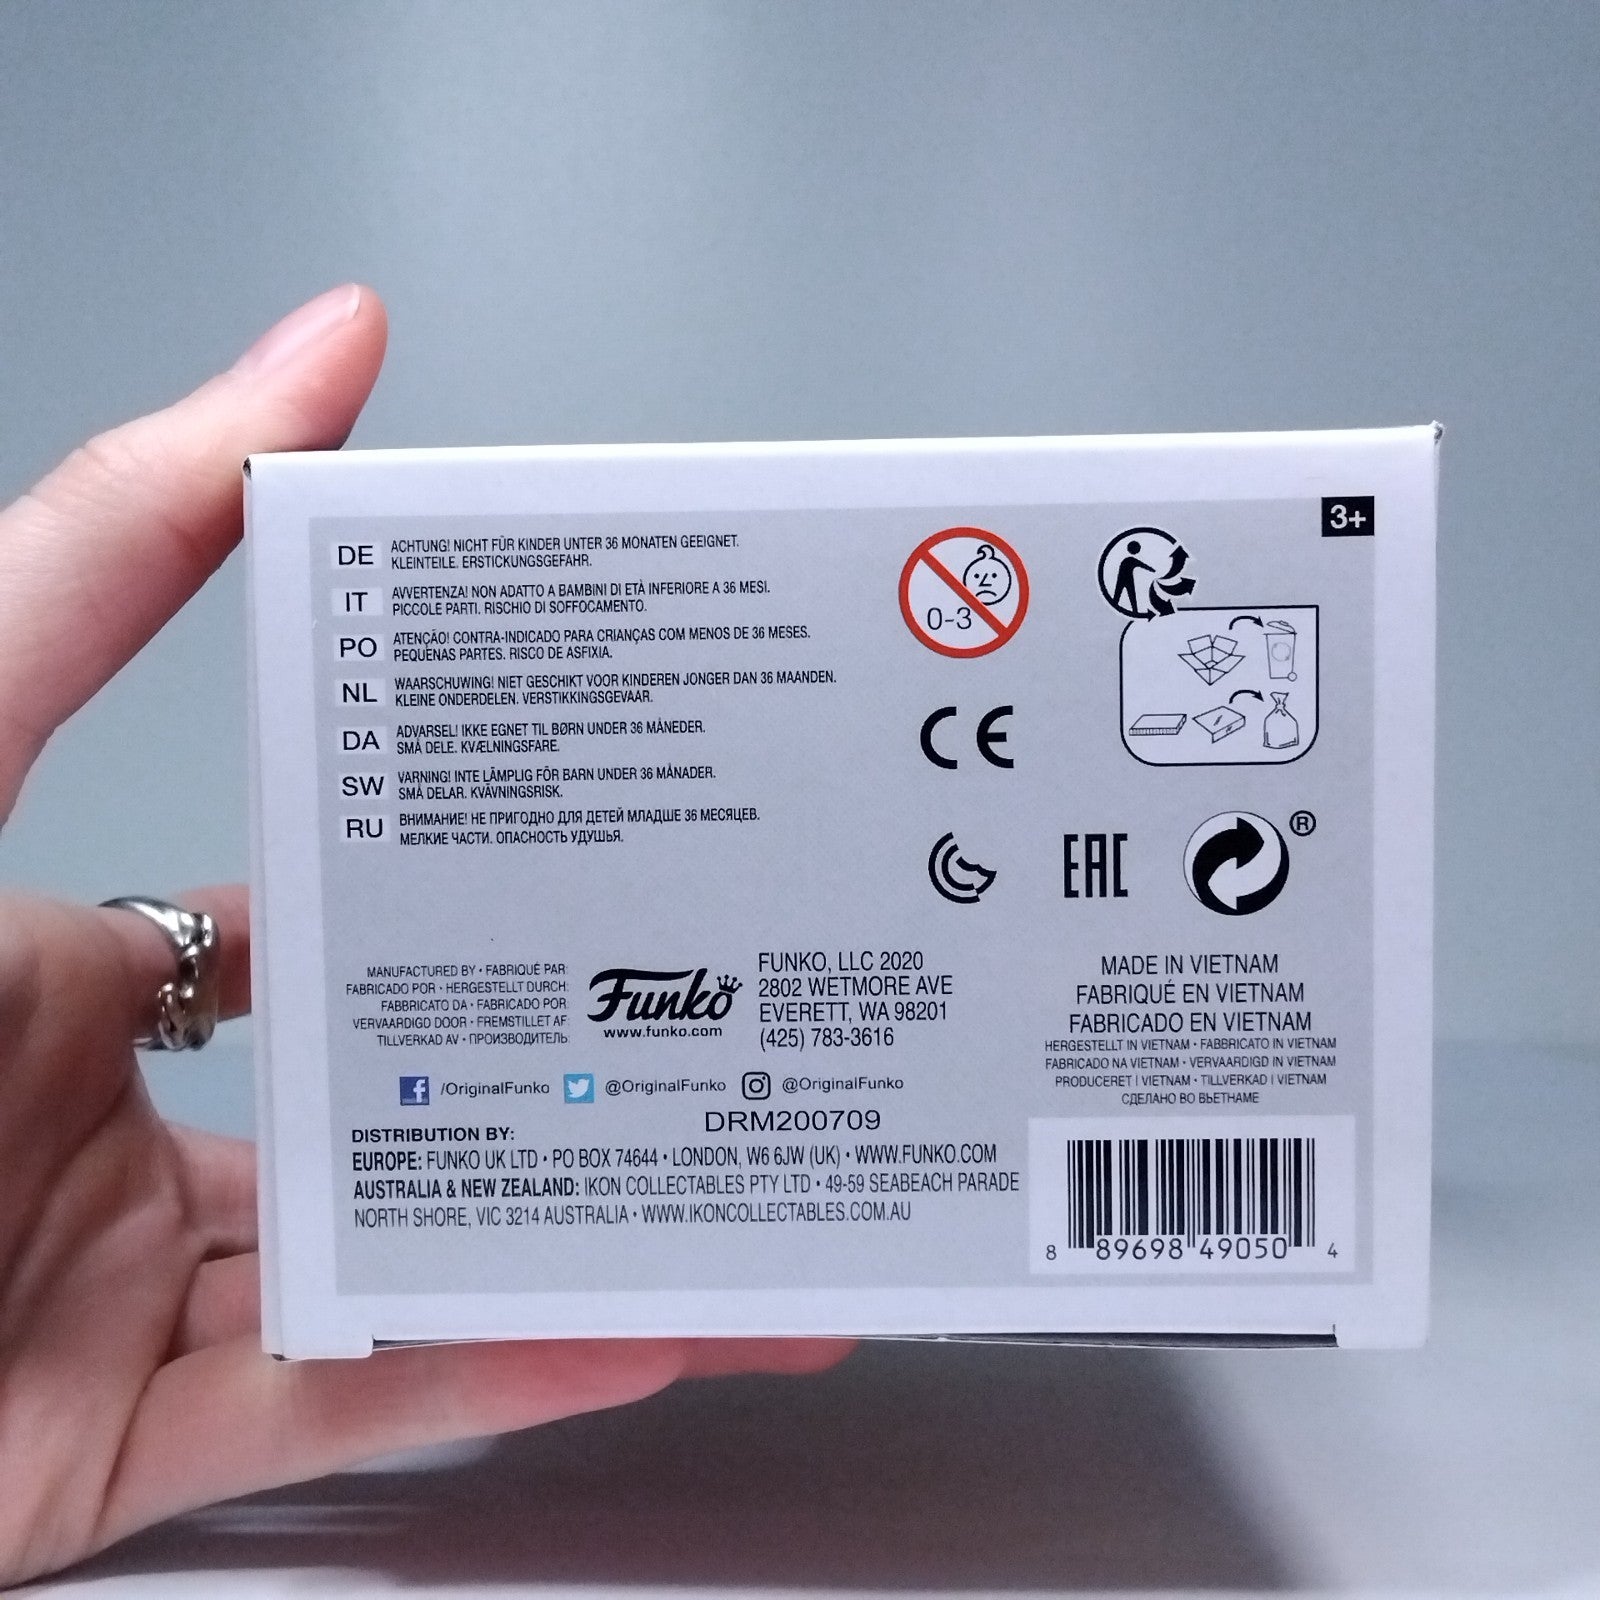 3+
DE ACHTUNG! NICHT FÜR KINDER UNTER 36 MONATEN GEEIGNET.
KLEINTEILE. ERSTICKUNGSGEFAHR.
IT AVVERTENZA! NON ADATTO A BAMBINI DI ETÀ INFERIORE A 36 MESI.
PICCOLE PARTI. RISCHIO DI SOFFOCAMENTO.
PO ATENÇÃO! CONTRA-INDICADO PARA CRIANÇAS COM MENOS DE 36 MESES.
PEQUENAS PARTES. RISCO DE ASFIXIA.
NL WAARSCHUWING! NIET GESCHIKT VOOR KINDEREN JONGER DAN 36 MAANDEN.
KLEINE ONDERDELEN. VERSTIKKINGSGEVAAR.
DA ADVARSEL! IKKE EGNET TIL BØRN UNDER 36 MÅNEDER.
SMÅ DELE. KVÆLNINGSFARE.
SW VARNING! INTE LÄMPLIG FÖR BARN UNDER 36 MÅNADER.
SMÅ DELAR. KVÄVNINGSRISK.
RU ВНИМАНИЕ! НЕ ПРИГОДНО ДЛЯ ДЕТЕЙ МЛАДШЕ 36 МЕСЯЦЕВ.
МЕЛКИЕ ЧАСТИ. ОПАСНОСТЬ УДУШЬЯ.
0-3
CE
EAC
®
MANUFACTURED BY • FABRIQUÉ PAR:
FABRICADO POR • HERGESTELLT DURCH:
FABBRICATO DA • FABRICADO POR:
VERVAARDIGD DOOR • FREMSTILLET AF:
TILLVERKAD AV • ПРОИЗВОДИТЕЛЬ:
Funko
www.funko.com
FUNKO, LLC 2020
2802 WETMORE AVE
EVERETT, WA 98201
(425) 783-3616
/OriginalFunko @OriginalFunko @OriginalFunko
DRM200709
DISTRIBUTION BY:
EUROPE: FUNKO UK LTD • PO BOX 74644 • LONDON, W6 6JW (UK) • WWW.FUNKO.COM
AUSTRALIA & NEW ZEALAND: IKON COLLECTABLES PTY LTD • 49-59 SEABEACH PARADE
NORTH SHORE, VIC 3214 AUSTRALIA • WWW.IKONCOLLECTABLES.COM.AU
MADE IN VIETNAM
FABRIQUÉ EN VIETNAM
FABRICADO EN VIETNAM
HERGESTELLT IN VIETNAM • FABBRICATO IN VIETNAM
FABRICADO NA VIETNAM • VERVAARDIGD IN VIETNAM
PRODUCERET I VIETNAM • TILLVERKAD I VIETNAM
СДЕЛАНО ВО ВЬЕТНАМЕ
8 89698 49050 4